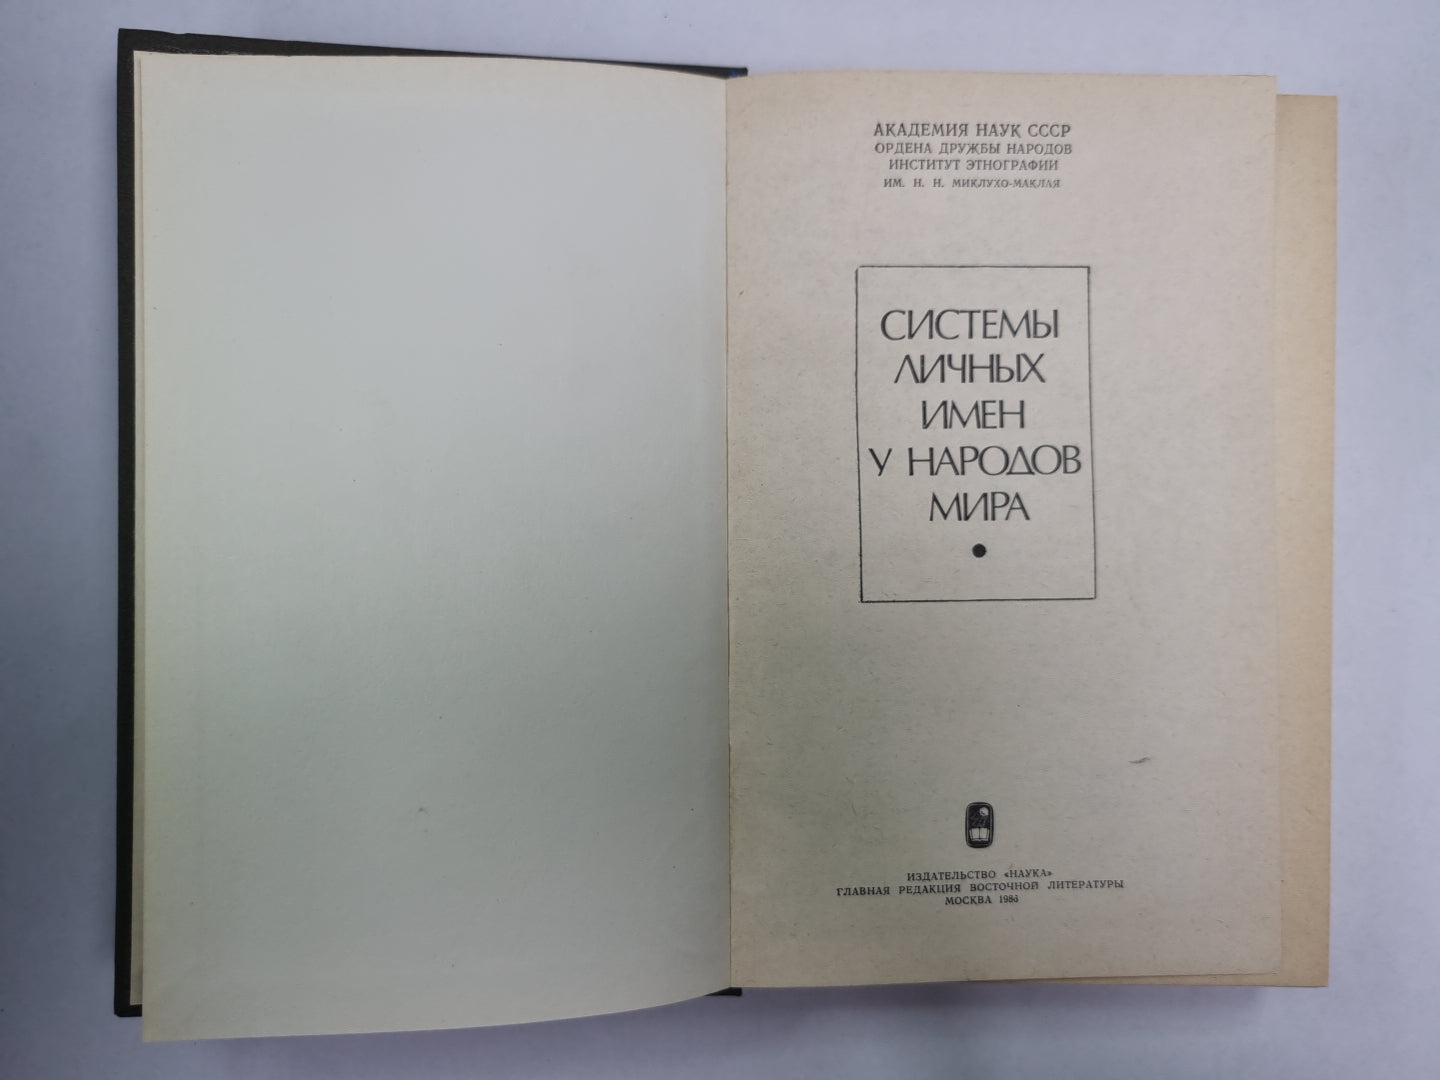 АКАДЕМИЯ НАУК СССР
ОРДЕНА ДРУЖБЫ НАРОДОВ
ИНСТИТУТ ЭТНОГРАФИИ
ИМ. Н. Н. МИКЛУХО-МАКЛАЯ
СИСТЕМЫ
ЛИЧНЫХ
ИМЕН
У НАРОДОВ
МИРА
ИЗДАТЕЛЬСТВО «НАУКА»
ГЛАВНАЯ РЕДАКЦИЯ ВОСТОЧНОЙ ЛИТЕРАТУРЫ
МОСКВА 1986